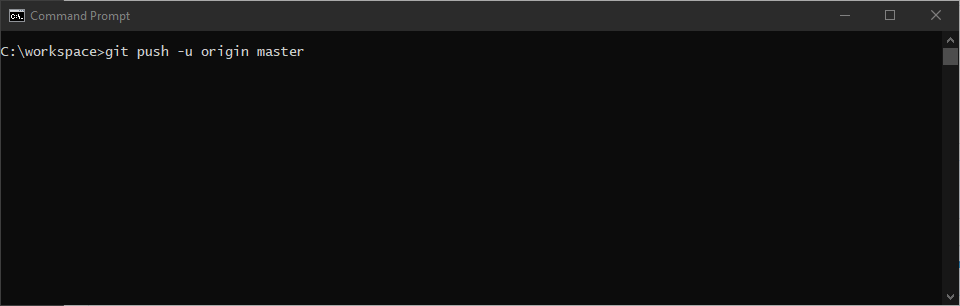 Command Prompt
C:\workspace>git push -u origin master